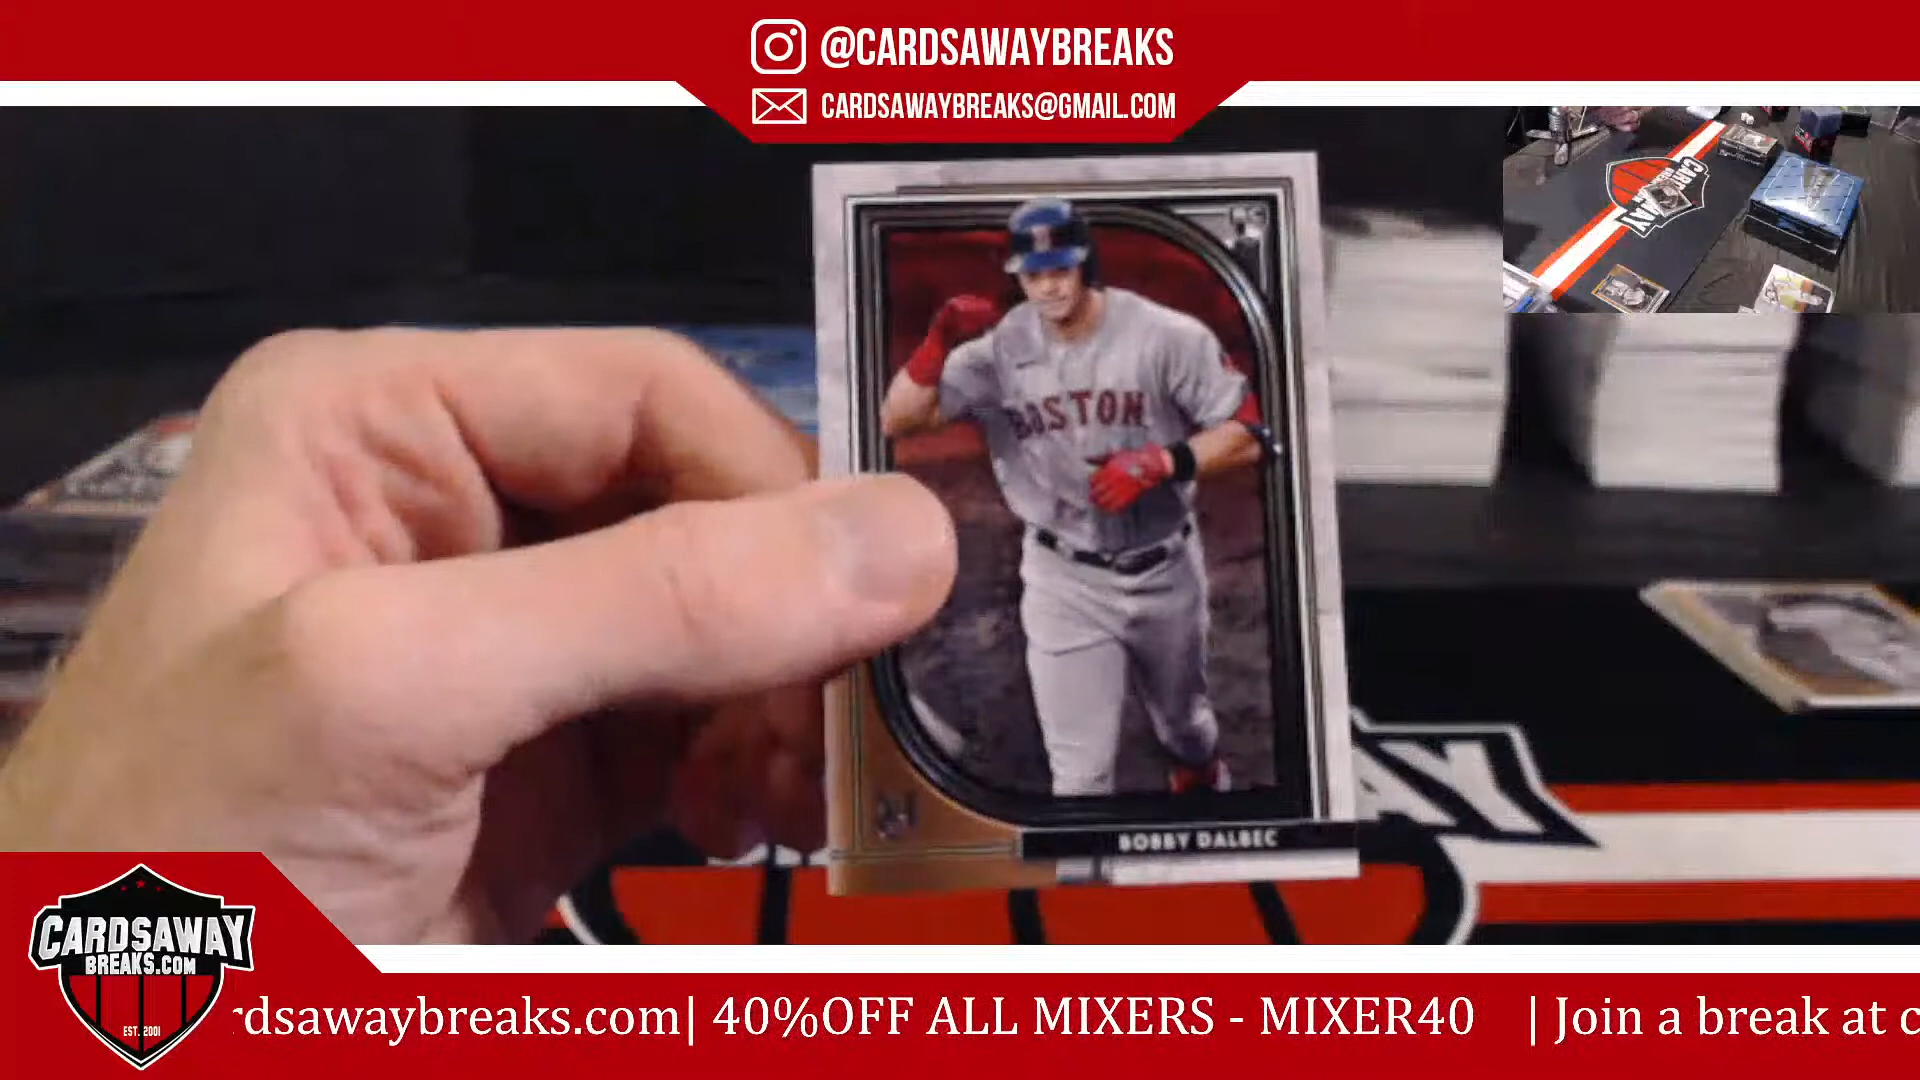 @CARDSAWAYBREAKS
CARDSAWAYBREAKS@GMAIL.COM
BOSTON
BOBBY DALBEC
CARDSAWAY
BREAKS.COM
EST. 2001
rdsawaybreaks.com| 40%OFF ALL MIXERS - MIXER40 | Join a break at c